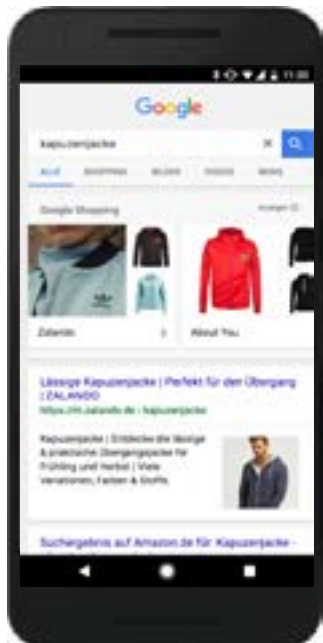 11:00
Google
kapuzenjacke
ALLE SHOPPING BILDER VIDEOS NEWS
Google Shopping Anzeigen
Zalando
About You
Lässige Kapuzenjacke | Perfekt für den Übergang
| ZALANDO
https://m.zalando.de › kapuzenjacke
Kapuzenjacke | Entdecke die lässige
& praktische Übergangsjacke für
Frühling und Herbst | Viele
Variationen, Farben & Stoffe.
Suchergebnis auf Amazon.de für: Kapuzenjacke -